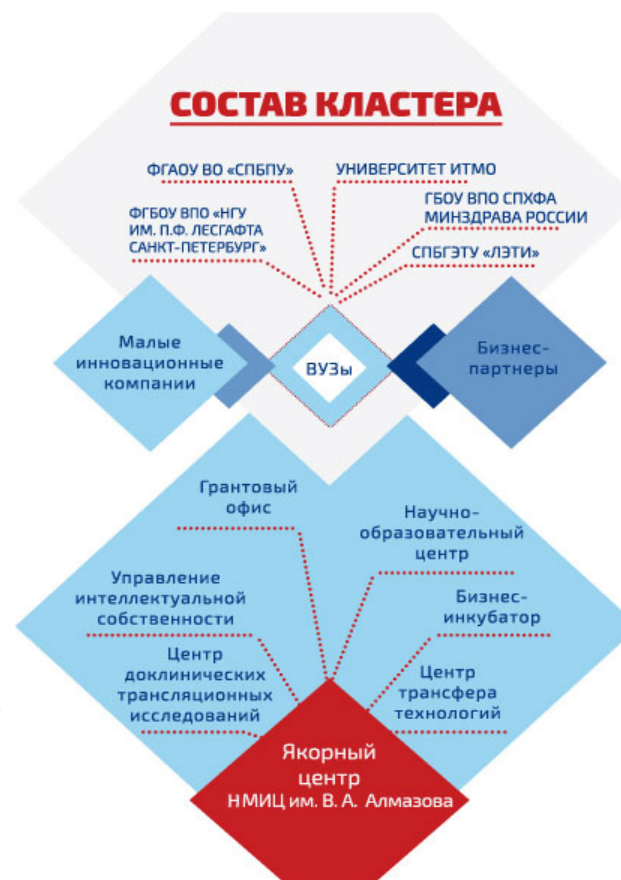 СОСТАВ КЛАСТЕРА
ФГАОУ ВО «СПБПУ»
УНИВЕРСИТЕТ ИТМО
ФГБОУ ВПО «НГУ
ИМ. П.Ф. ЛЕСГАФТА
САНКТ-ПЕТЕРБУРГ»
ГБОУ ВПО СПХФА
МИНЗДРАВА РОССИИ
СПБГЭТУ «ЛЭТИ»
Малые
инновационные
компании
ВУЗы
Бизнес-
партнеры
Грантовый
офис
Научно-
образовательный
центр
Управление
интеллектуальной
собственности
Бизнес-
инкубатор
Центр
доклинических
трансляционных
исследований
Центр
трансфера
технологий
Якорный
центр
НМИЦ им. В. А. Алмазова